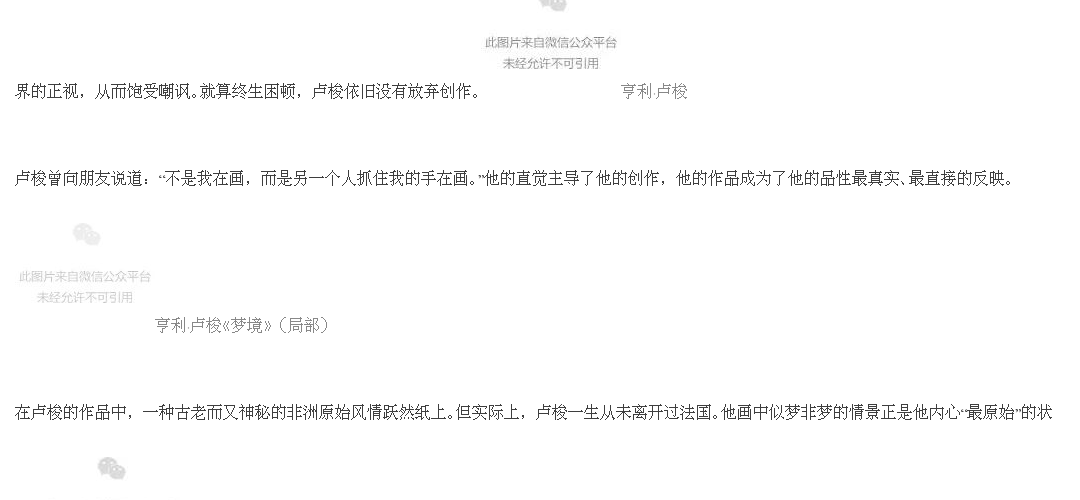 此图片来自微信公众平台
未经允许不可引用
界的正视，从而饱受嘲讽。就算终生困顿，卢梭依旧没有放弃创作。 亨利.卢梭
卢梭曾向朋友说道：“不是我在画，而是另一个人抓住我的手在画。”他的直觉主导了他的创作，他的作品成为了他的品性最真实、最直接的反映。
此图片来自微信公众平台
未经允许不可引用
亨利.卢梭《梦境》（局部）
在卢梭的作品中，一种古老而又神秘的非洲原始风情跃然纸上。但实际上，卢梭一生从未离开过法国。他画中似梦非梦的情景正是他内心“最原始”的状